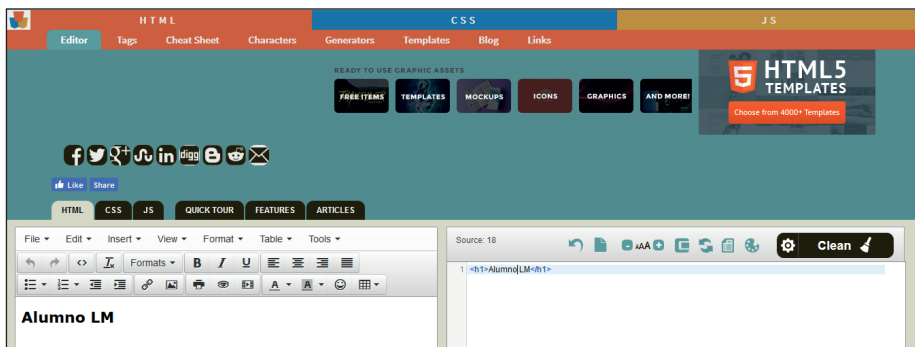 HTML CSS JS
Editor Tags Cheat Sheet Characters Generators Templates Blog Links
READY TO USE GRAPHIC ASSETS
FREE ITEMS TEMPLATES MOCKUPS ICONS GRAPHICS AND MORE!
HTML5
TEMPLATES
Choose from 4000+ Templates
digg
Like Share
HTML CSS JS QUICK TOUR FEATURES ARTICLES
File Edit Insert View Format Table Tools
Formats B I U
A A
Alumno LM
Source: 18
AAA Clean
1 <h1>Alumno LM</h1>